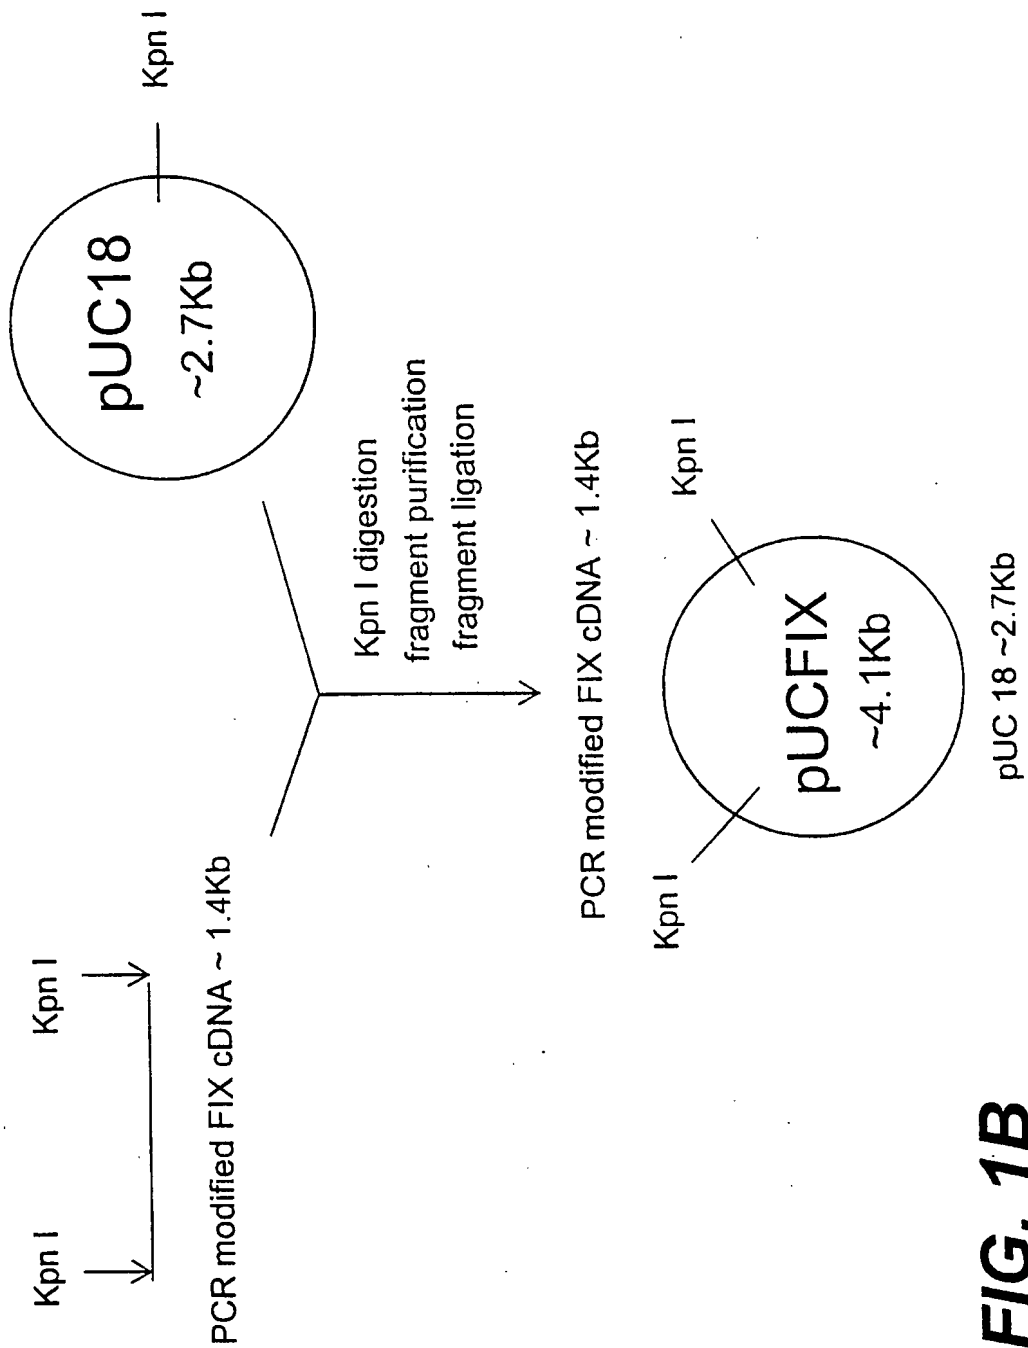 Kpn I
Kpn I
PCR modified FIX cDNA ~ 1.4Kb
pUC18
~2.7Kb
Kpn I
Kpn I digestion
fragment purification
fragment ligation
PCR modified FIX cDNA ~ 1.4Kb
Kpn I
Kpn I
pUCFIX
~4.1Kb
pUC 18 ~2.7Kb
FIG. 1B